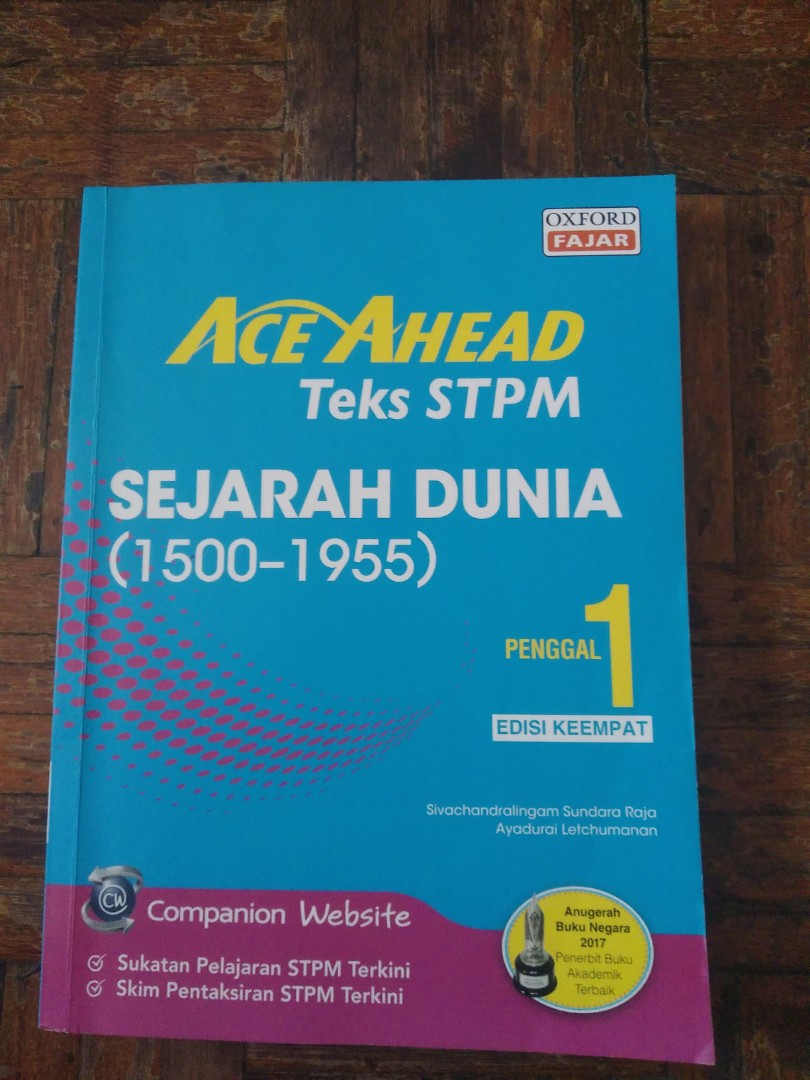 OXFORD
FAJAR
ACE AHEAD
Teks STPM
SEJARAH DUNIA
(1500–1955)
PENGGAL 1
EDISI KEEMPAT
Sivachandralingam Sundara Raja
Ayadurai Letchumanan
CW
Companion Website
Sukatan Pelajaran STPM Terkini
Skim Pentaksiran STPM Terkini
Anugerah
Buku Negara
2017
Penerbit Buku
Akademik
Terbaik